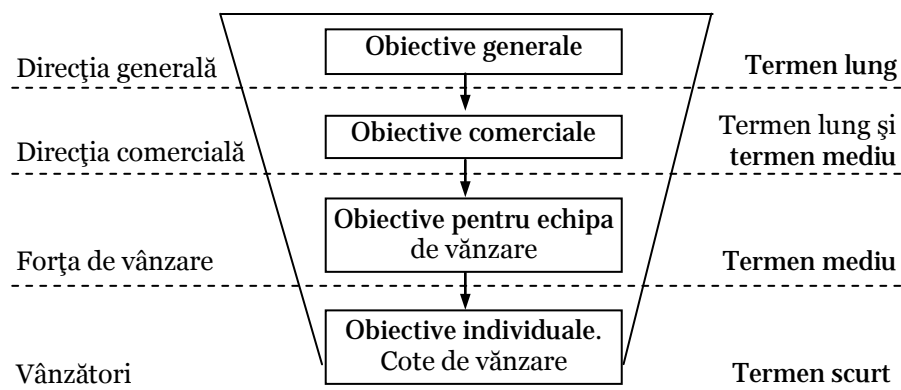 Obiective generale
Direcţia generală
Termen lung
Obiective comerciale
Termen lung şi
termen mediu
Direcţia comercială
Obiective pentru echipa
de vănzare
Forţa de vânzare
Termen mediu
Obiective individuale.
Cote de vănzare
Vânzători
Termen scurt